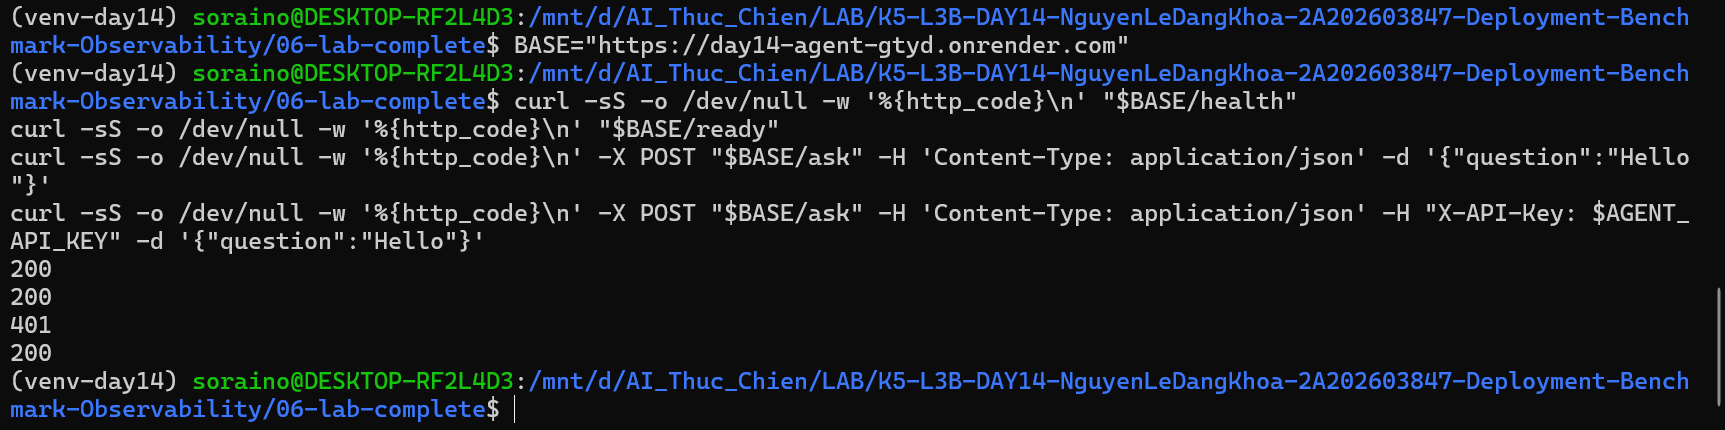 (venv-day14) soraino@DESKTOP-RF2L4D3:/mnt/d/AI_Thuc_Chien/LAB/K5-L3B-DAY14-NguyenLeDangKhoa-2A202603847-Deployment-Bench
mark-Observability/06-lab-complete$ BASE="https://day14-agent-gtyd.onrender.com"
(venv-day14) soraino@DESKTOP-RF2L4D3:/mnt/d/AI_Thuc_Chien/LAB/K5-L3B-DAY14-NguyenLeDangKhoa-2A202603847-Deployment-Bench
mark-Observability/06-lab-complete$ curl -sS -o /dev/null -w '%{http_code}\n' "$BASE/health"
curl -sS -o /dev/null -w '%{http_code}\n' "$BASE/ready"
curl -sS -o /dev/null -w '%{http_code}\n' -X POST "$BASE/ask" -H 'Content-Type: application/json' -d '{"question":"Hello
"}'
curl -sS -o /dev/null -w '%{http_code}\n' -X POST "$BASE/ask" -H 'Content-Type: application/json' -H "X-API-Key: $AGENT_
API_KEY" -d '{"question":"Hello"}'
200
200
401
200
(venv-day14) soraino@DESKTOP-RF2L4D3:/mnt/d/AI_Thuc_Chien/LAB/K5-L3B-DAY14-NguyenLeDangKhoa-2A202603847-Deployment-Bench
mark-Observability/06-lab-complete$